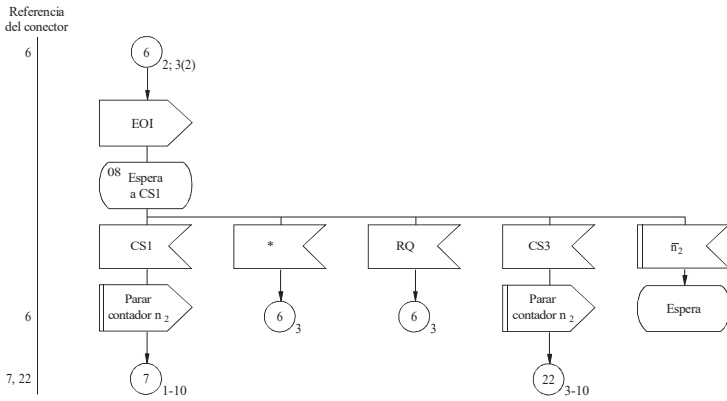 Referencia
del conector
6
6
2; 3(2)
EOI
08
Espera
a CS1
CS1
*
RQ
CS3
n̅ 2
Parar
contador n 2
6
3
6
3
Parar
contador n 2
Espera
6
7, 22
7
1-10
22
3-10